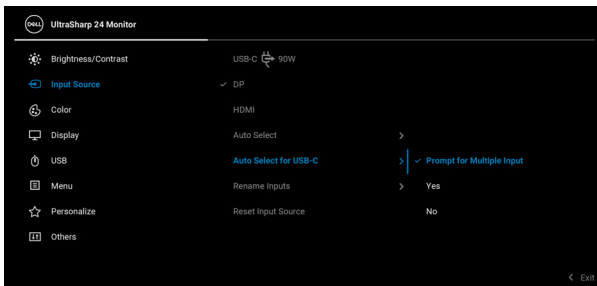 DELL UltraSharp 24 Monitor
Brightness/Contrast USB-C 90W
Input Source DP
Color HDMI
Display Auto Select
USB Auto Select for USB-C Prompt for Multiple Input
Menu Rename Inputs Yes
Personalize Reset Input Source No
Others
Exit